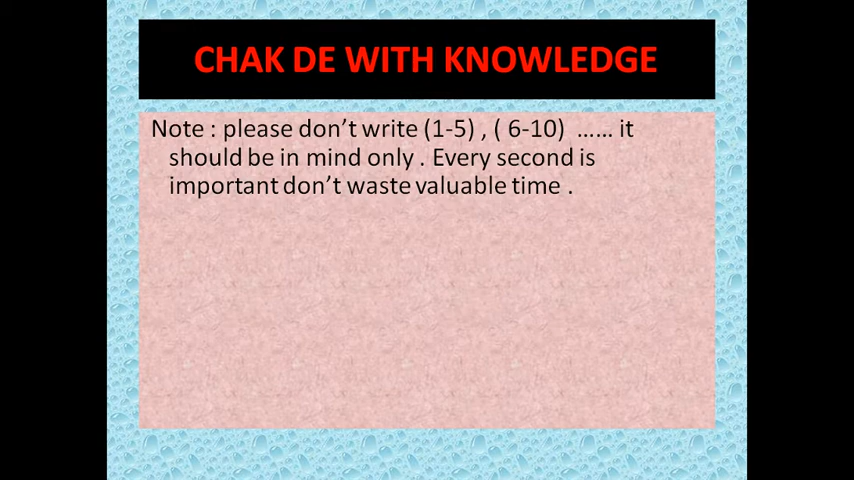 CHAK DE WITH KNOWLEDGE
Note : please don’t write (1-5) , ( 6-10) …… it
should be in mind only . Every second is
important don’t waste valuable time .